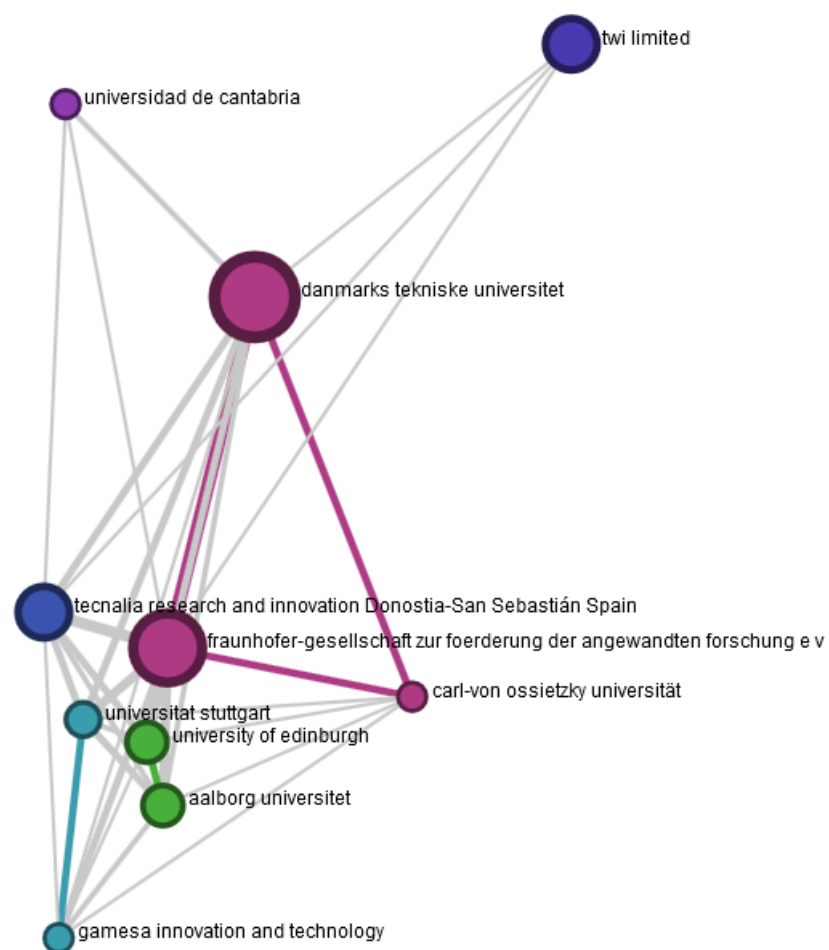 twi limited
universidad de cantabria
danmarks tekniske universitet
tecnalia research and innovation Donostia-San Sebastián Spain
fraunhofer-gesellschaft zur foerderung der angewandten forschung e v
carl-von ossietzky universität
universitat stuttgart
university of edinburgh
aalborg universitet
gamesa innovation and technology